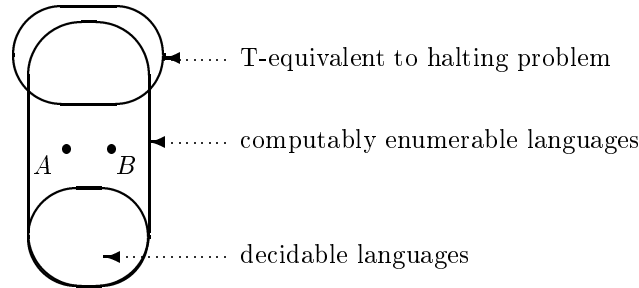 T-equivalent to halting problem
computably enumerable languages
A B
decidable languages